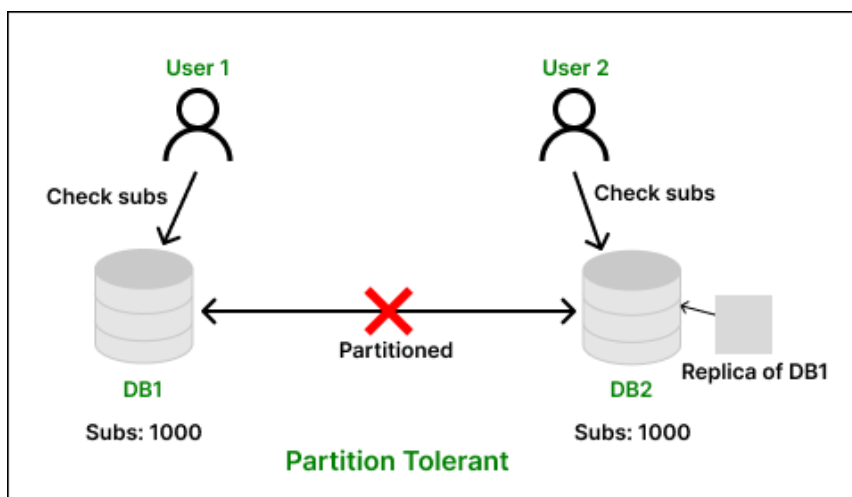 User 1
User 2
Check subs
Check subs
Partitioned
Replica of DB1
DB1
DB2
Subs: 1000
Subs: 1000
Partition Tolerant